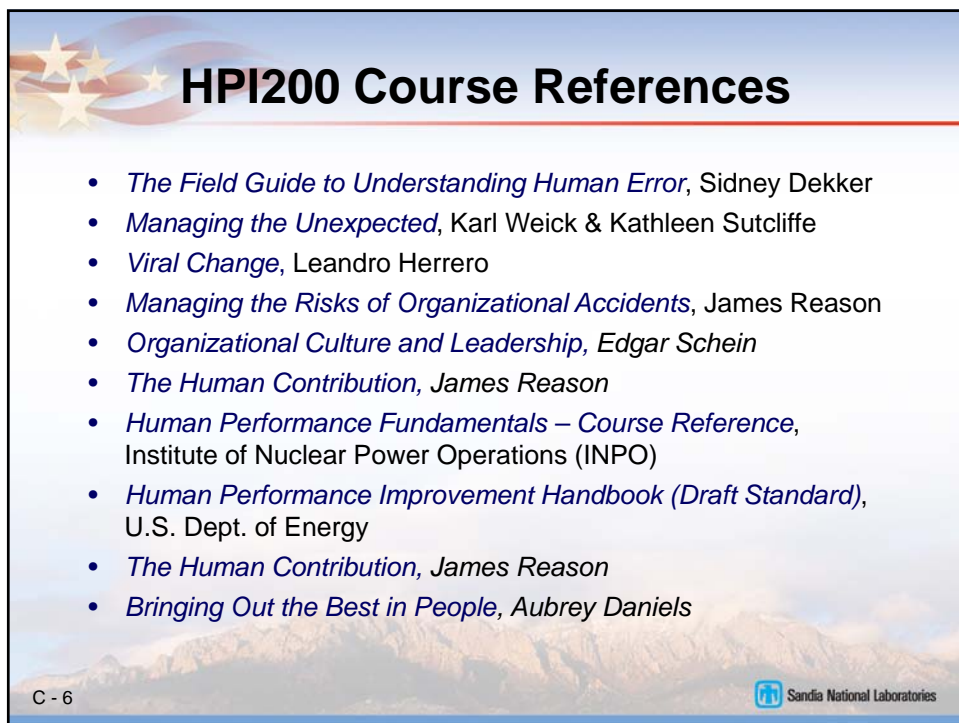 HPI200 Course References
• The Field Guide to Understanding Human Error, Sidney Dekker
• Managing the Unexpected, Karl Weick & Kathleen Sutcliffe
• Viral Change, Leandro Herrero
• Managing the Risks of Organizational Accidents, James Reason
• Organizational Culture and Leadership, Edgar Schein
• The Human Contribution, James Reason
• Human Performance Fundamentals – Course Reference,
Institute of Nuclear Power Operations (INPO)
• Human Performance Improvement Handbook (Draft Standard),
U.S. Dept. of Energy
• The Human Contribution, James Reason
• Bringing Out the Best in People, Aubrey Daniels
C - 6
Sandia National Laboratories